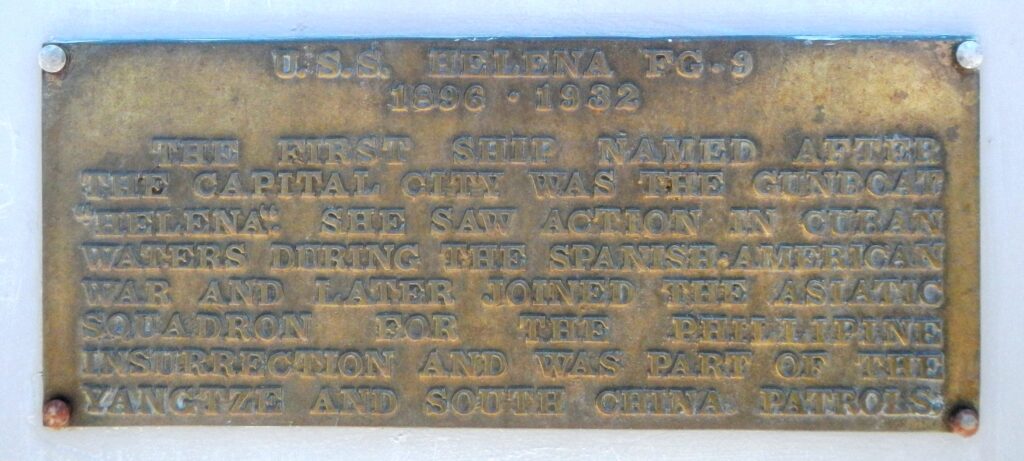 U.S.S. HELENA PG-9
1896 · 1932
THE FIRST SHIP NAMED AFTER
THE CAPITAL CITY WAS THE GUNBOAT
"HELENA". SHE SAW ACTION IN CUBAN
WATERS DURING THE SPANISH-AMERICAN
WAR AND LATER JOINED THE ASIATIC
SQUADRON FOR THE PHILLIPINE
INSURRECTION AND WAS PART OF THE
YANGTZE AND SOUTH CHINA PATROLS.